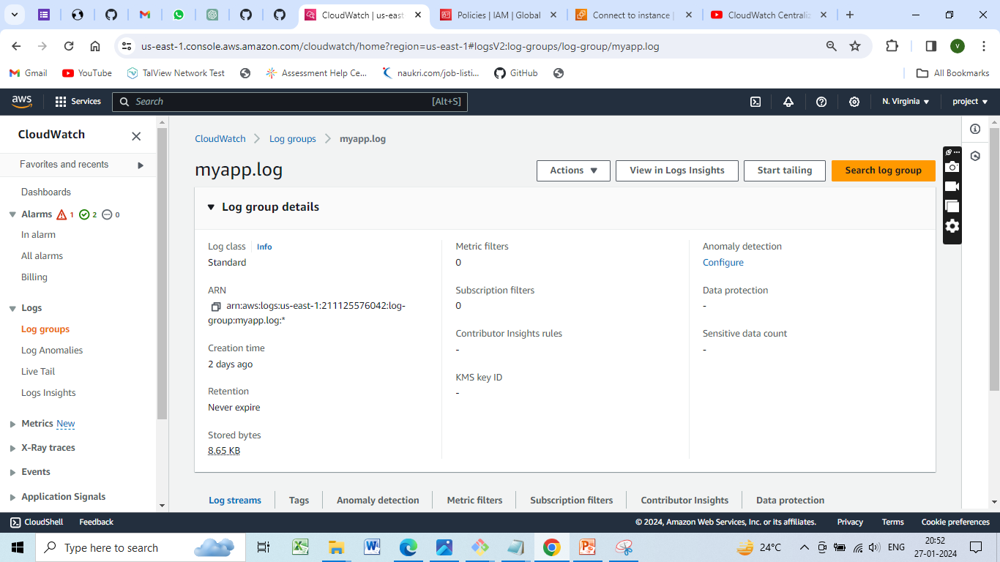 CloudWatch | us-east
Policies | IAM | Global
Connect to instance |
CloudWatch Centraliz
us-east-1.console.aws.amazon.com/cloudwatch/home?region=us-east-1#logsV2:log-groups/log-group/myapp.log
V
Gmail
YouTube
TalView Network Test
Assessment Help Ce...
naukri.com/job-listi...
GitHub
All Bookmarks
aws
Services
Search
[Alt+S]
N. Virginia
project
CloudWatch
Favorites and recents
Dashboards
Alarms 1 2 0
In alarm
All alarms
Billing
Logs
Log groups
Log Anomalies
Live Tail
Logs Insights
Metrics New
X-Ray traces
Events
Application Signals
CloudWatch > Log groups > myapp.log
myapp.log
Actions
View in Logs Insights
Start tailing
Search log group
Log group details
Log class Info
Standard
ARN
arn:aws:logs:us-east-1:211125576042:log-
group:myapp.log:*
Creation time
2 days ago
Retention
Never expire
Stored bytes
8.65 KB
Metric filters
0
Subscription filters
0
Contributor Insights rules
-
KMS key ID
-
Anomaly detection
Configure
Data protection
-
Sensitive data count
-
Log streams
Tags
Anomaly detection
Metric filters
Subscription filters
Contributor Insights
Data protection
CloudShell
Feedback
© 2024, Amazon Web Services, Inc. or its affiliates.
Privacy
Terms
Cookie preferences
Type here to search
24°C
ENG
20:52
27-01-2024